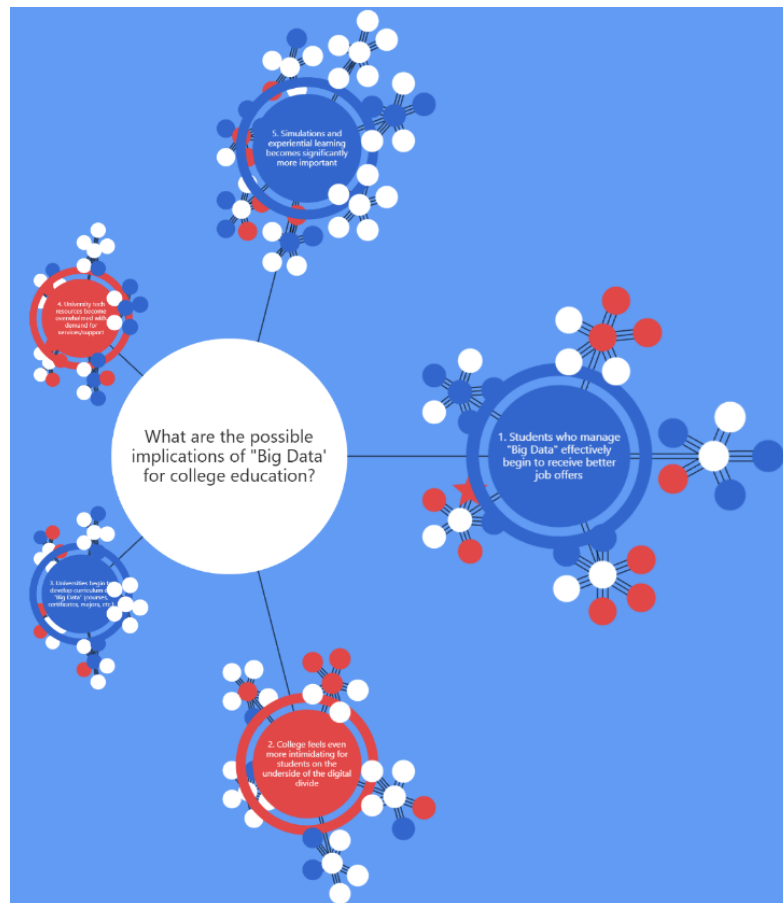 5. Simulations and
experiential learning
becomes significantly
more important
4. University tech
resources become
overwhelmed with
demand for
services/support
What are the possible
implications of "Big Data'
for college education?
1. Students who manage
"Big Data" effectively
begin to receive better
job offers
3. Universities begin to
develop curriculum on
"Big Data" (courses,
certificates, majors, etc.)
2. College feels even
more intimidating for
students on the
underside of the digital
divide